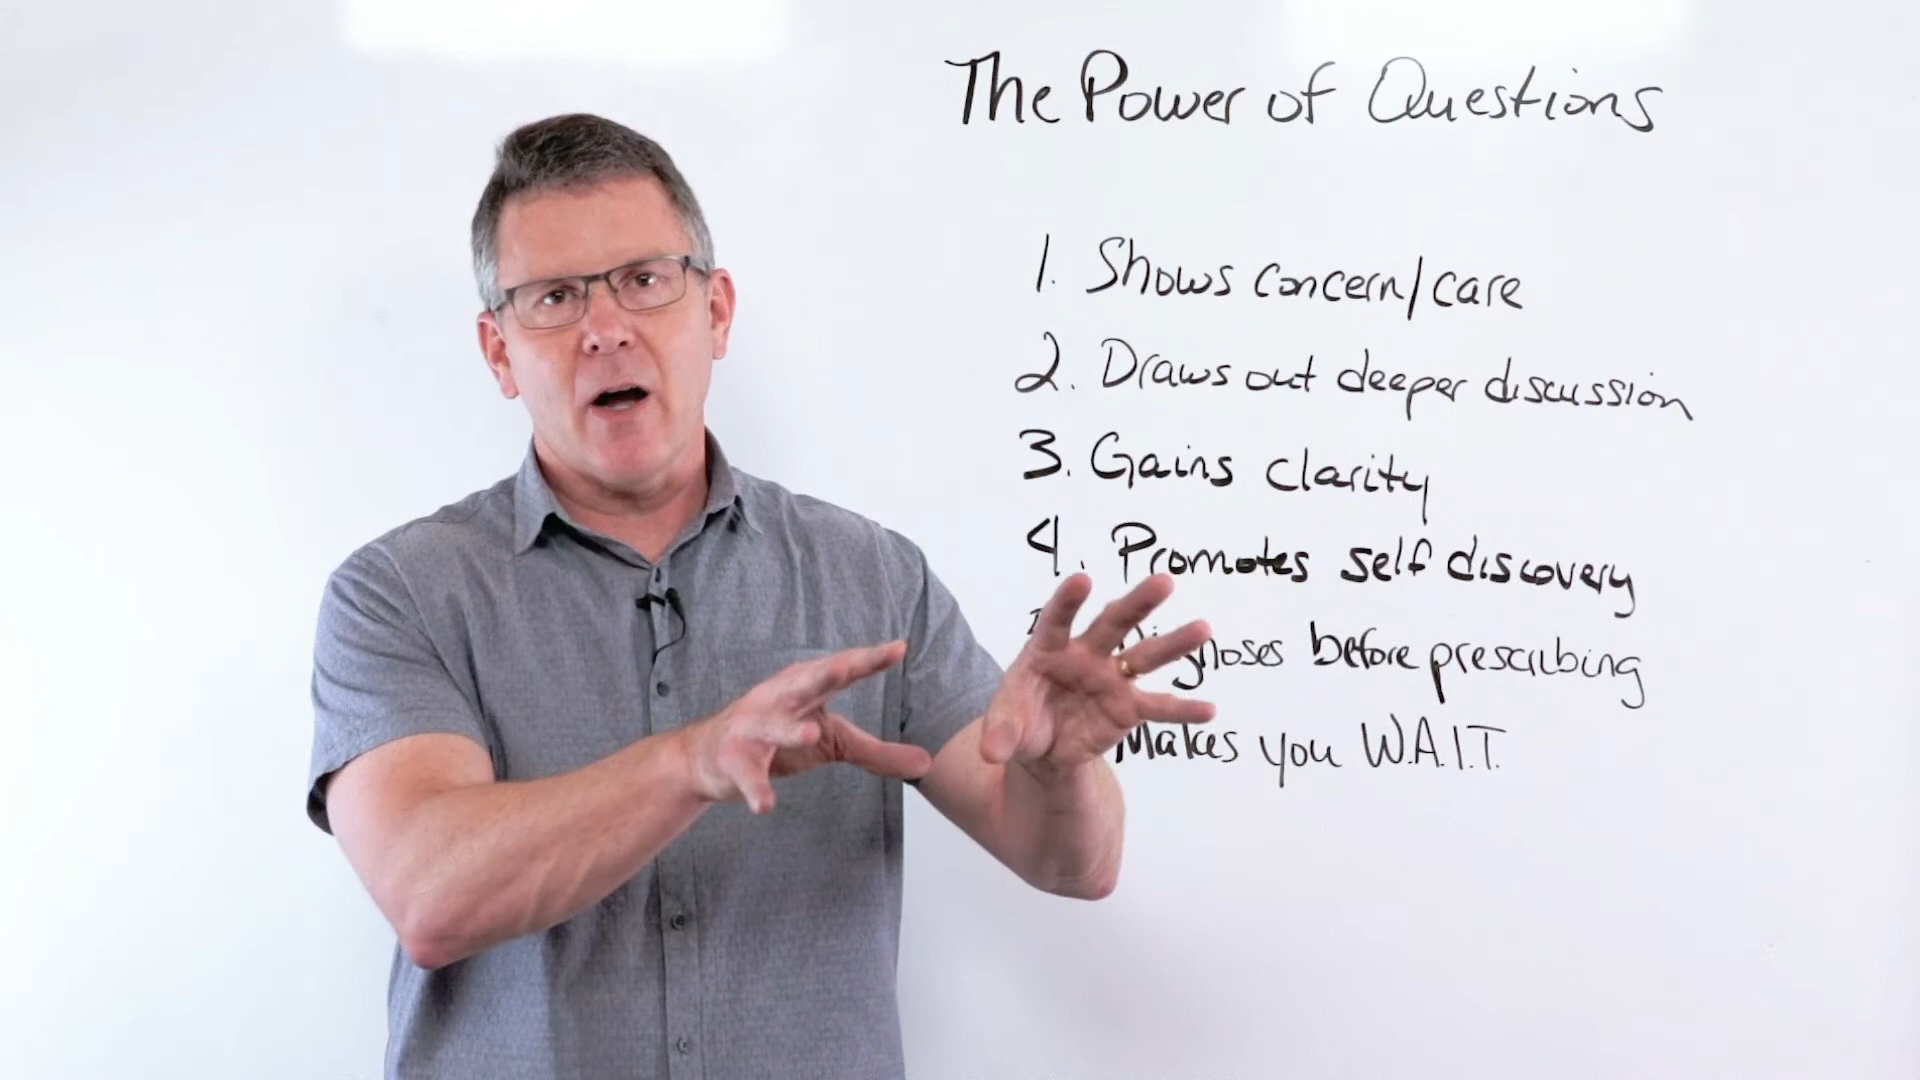 The Power of Questions
1. Shows concern/care
2. Draws out deeper discussion
3. Gains clarity
4. Promotes self discovery
before prescribing
Makes you W.A.I.T.